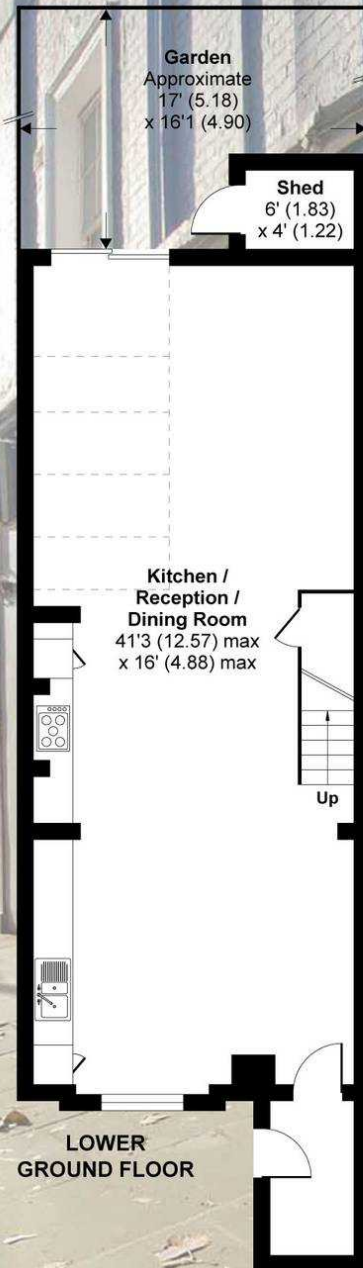 Garden
Approximate
17' (5.18)
x 16'1 (4.90)
Shed
6' (1.83)
x 4' (1.22)
Kitchen /
Reception /
Dining Room
41'3 (12.57) max
x 16' (4.88) max
Up
LOWER
GROUND FLOOR